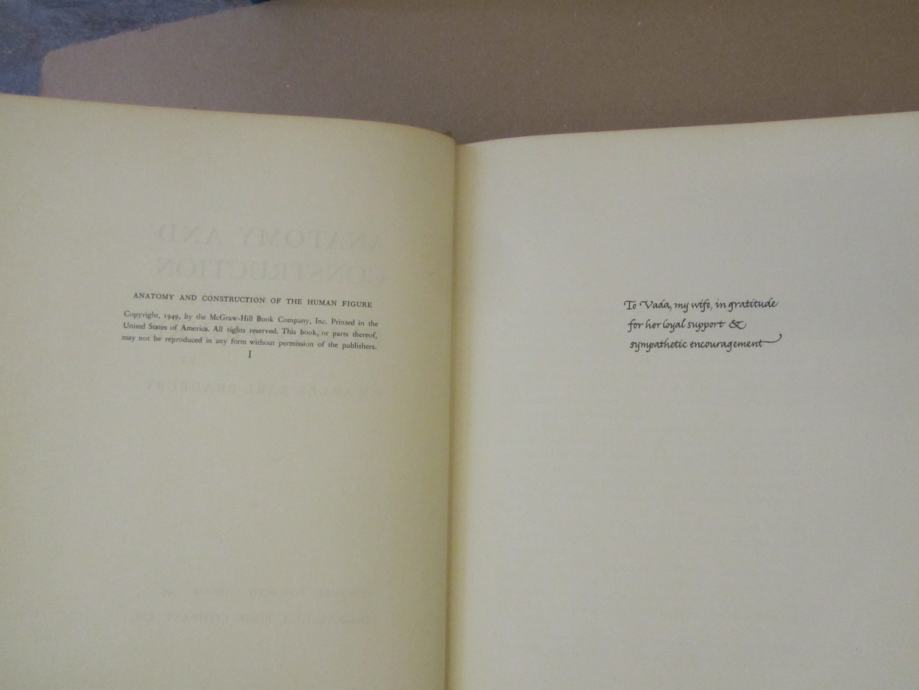 ANATOMY AND CONSTRUCTION OF THE HUMAN FIGURE
Copyright, 1949, by the McGraw-Hill Book Company, Inc. Printed in the
United States of America. All rights reserved. This book, or parts thereof,
may not be reproduced in any form without permission of the publishers.
I
To Vada, my wife, in gratitude
for her loyal support &
sympathetic encouragement